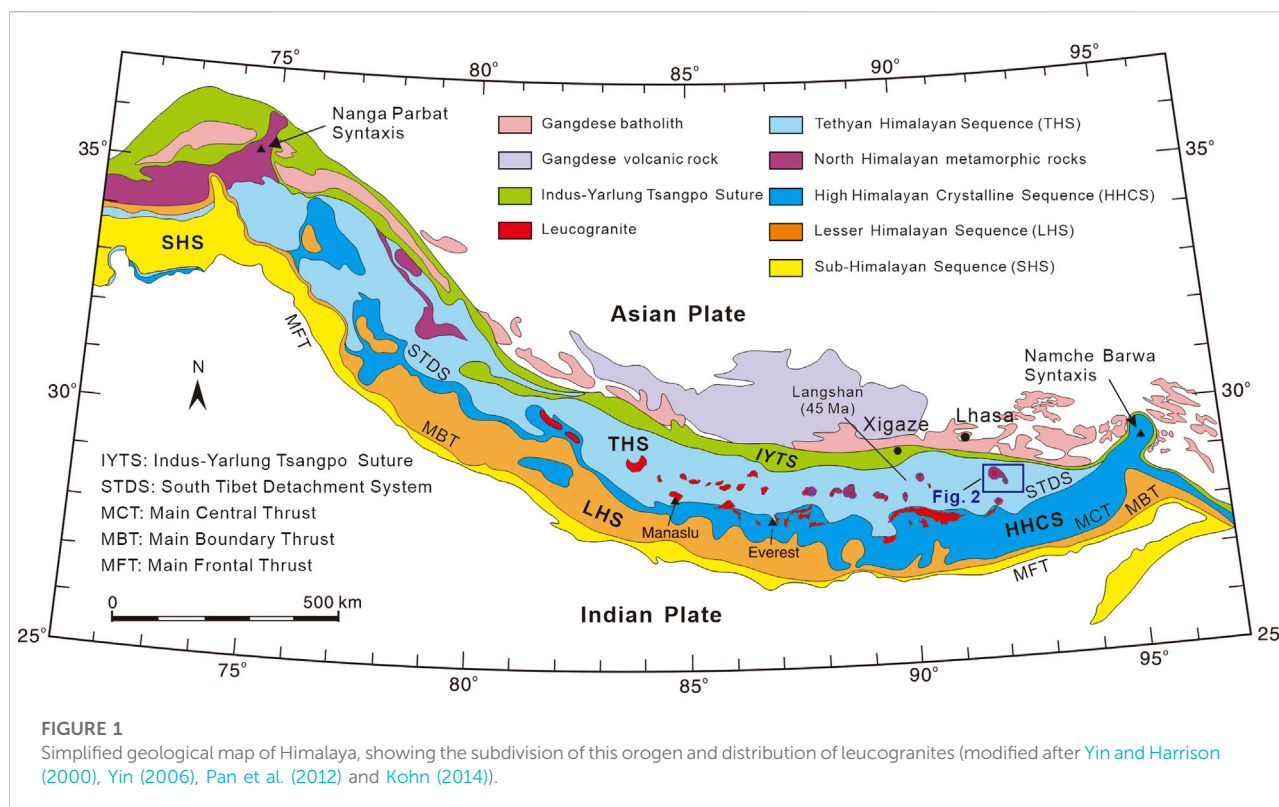 75°
80°
85°
90°
95°
Nanga Parbat
Syntaxis
35°
35°
Gangdese batholith
Gangdese volcanic rock
Indus-Yarlung Tsangpo Suture
Leucogranite
Tethyan Himalayan Sequence (THS)
North Himalayan metamorphic rocks
High Himalayan Crystalline Sequence (HHCS)
Lesser Himalayan Sequence (LHS)
Sub-Himalayan Sequence (SHS)
SHS
MFT
STDS
Asian Plate
Namche Barwa
Syntaxis
30°
30°
N
Langshan
(45 Ma)
Xigaze
Lhasa
MBT
THS
IYTS
Fig. 2
STDS
LHS
Manaslu
Everest
HHCS
MCT
MBT
MFT
IYTS: Indus-Yarlung Tsangpo Suture
STDS: South Tibet Detachment System
MCT: Main Central Thrust
MBT: Main Boundary Thrust
MFT: Main Frontal Thrust
0
500 km
Indian Plate
25°
25
75°
80°
85°
90°
95°
FIGURE 1
Simplified geological map of Himalaya, showing the subdivision of this orogen and distribution of leucogranites (modified after Yin and Harrison
(2000), Yin (2006), Pan et al. (2012) and Kohn (2014)).